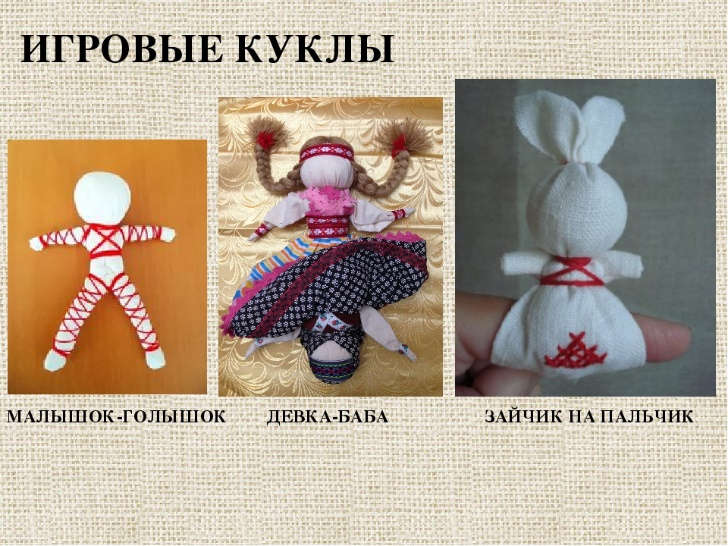 ИГРОВЫЕ КУКЛЫ
МАЛЫШОК-ГОЛЫШОК
ДЕВКА-БАБА
ЗАЙЧИК НА ПАЛЬЧИК